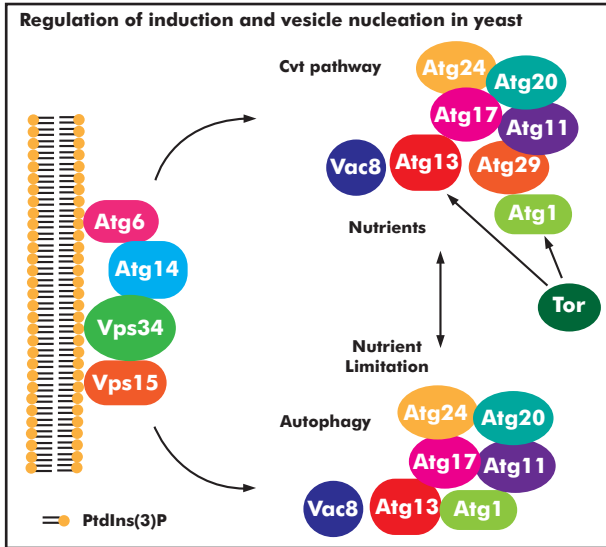 Regulation of induction and vesicle nucleation in yeast
Cvt pathway
Atg24
Atg20
Atg17
Atg11
Vac8
Atg13
Atg29
Atg1
Atg6
Atg14
Vps34
Vps15
Nutrients
Tor
Nutrient
Limitation
Autophagy
Atg24
Atg20
Atg17
Atg11
Vac8
Atg13
Atg1
PtdIns(3)P